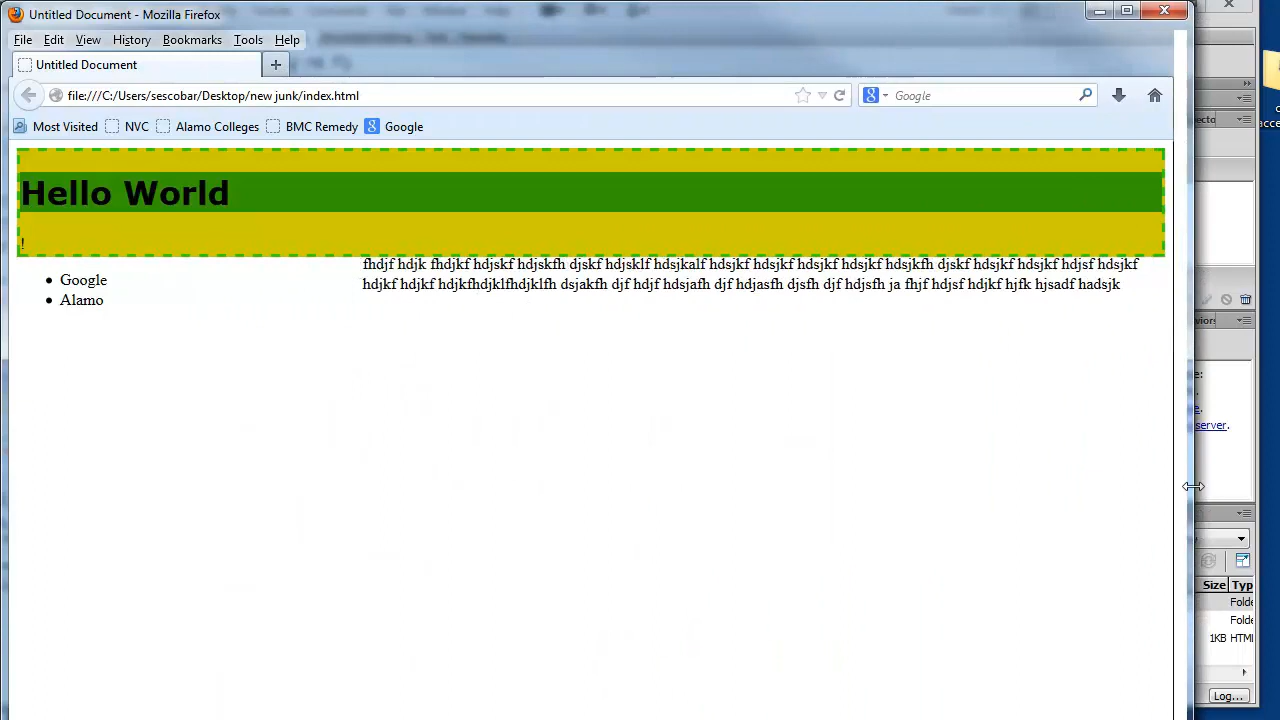 Untitled Document - Mozilla Firefox
File Edit View History Bookmarks Tools Help
Untitled Document
file:///C:/Users/sescobar/Desktop/new junk/index.html
Google
Most Visited NVC Alamo Colleges BMC Remedy Google
Hello World
!
fhdjf hdjk fhdjkf hdjskf hdjskfh djskf hdjsklf hdsjkalf hdsjkf hdsjkf hdsjkf hdsjkf hdsjkfh djskf hdsjkf hdsjkf hdjsf hdsjkf
hdjkf hdjkf hdjkfhdjklfhdjklfh dsjakfh djf hdjf hdsjafh djf hdjasfh djsfh djf hdjsfh ja fhjf hdjsf hdjkf hjfk hjsadf hadsjk
Google
Alamo
server.
Size Typ
Folde
Folde
1KB HTMI
Log...